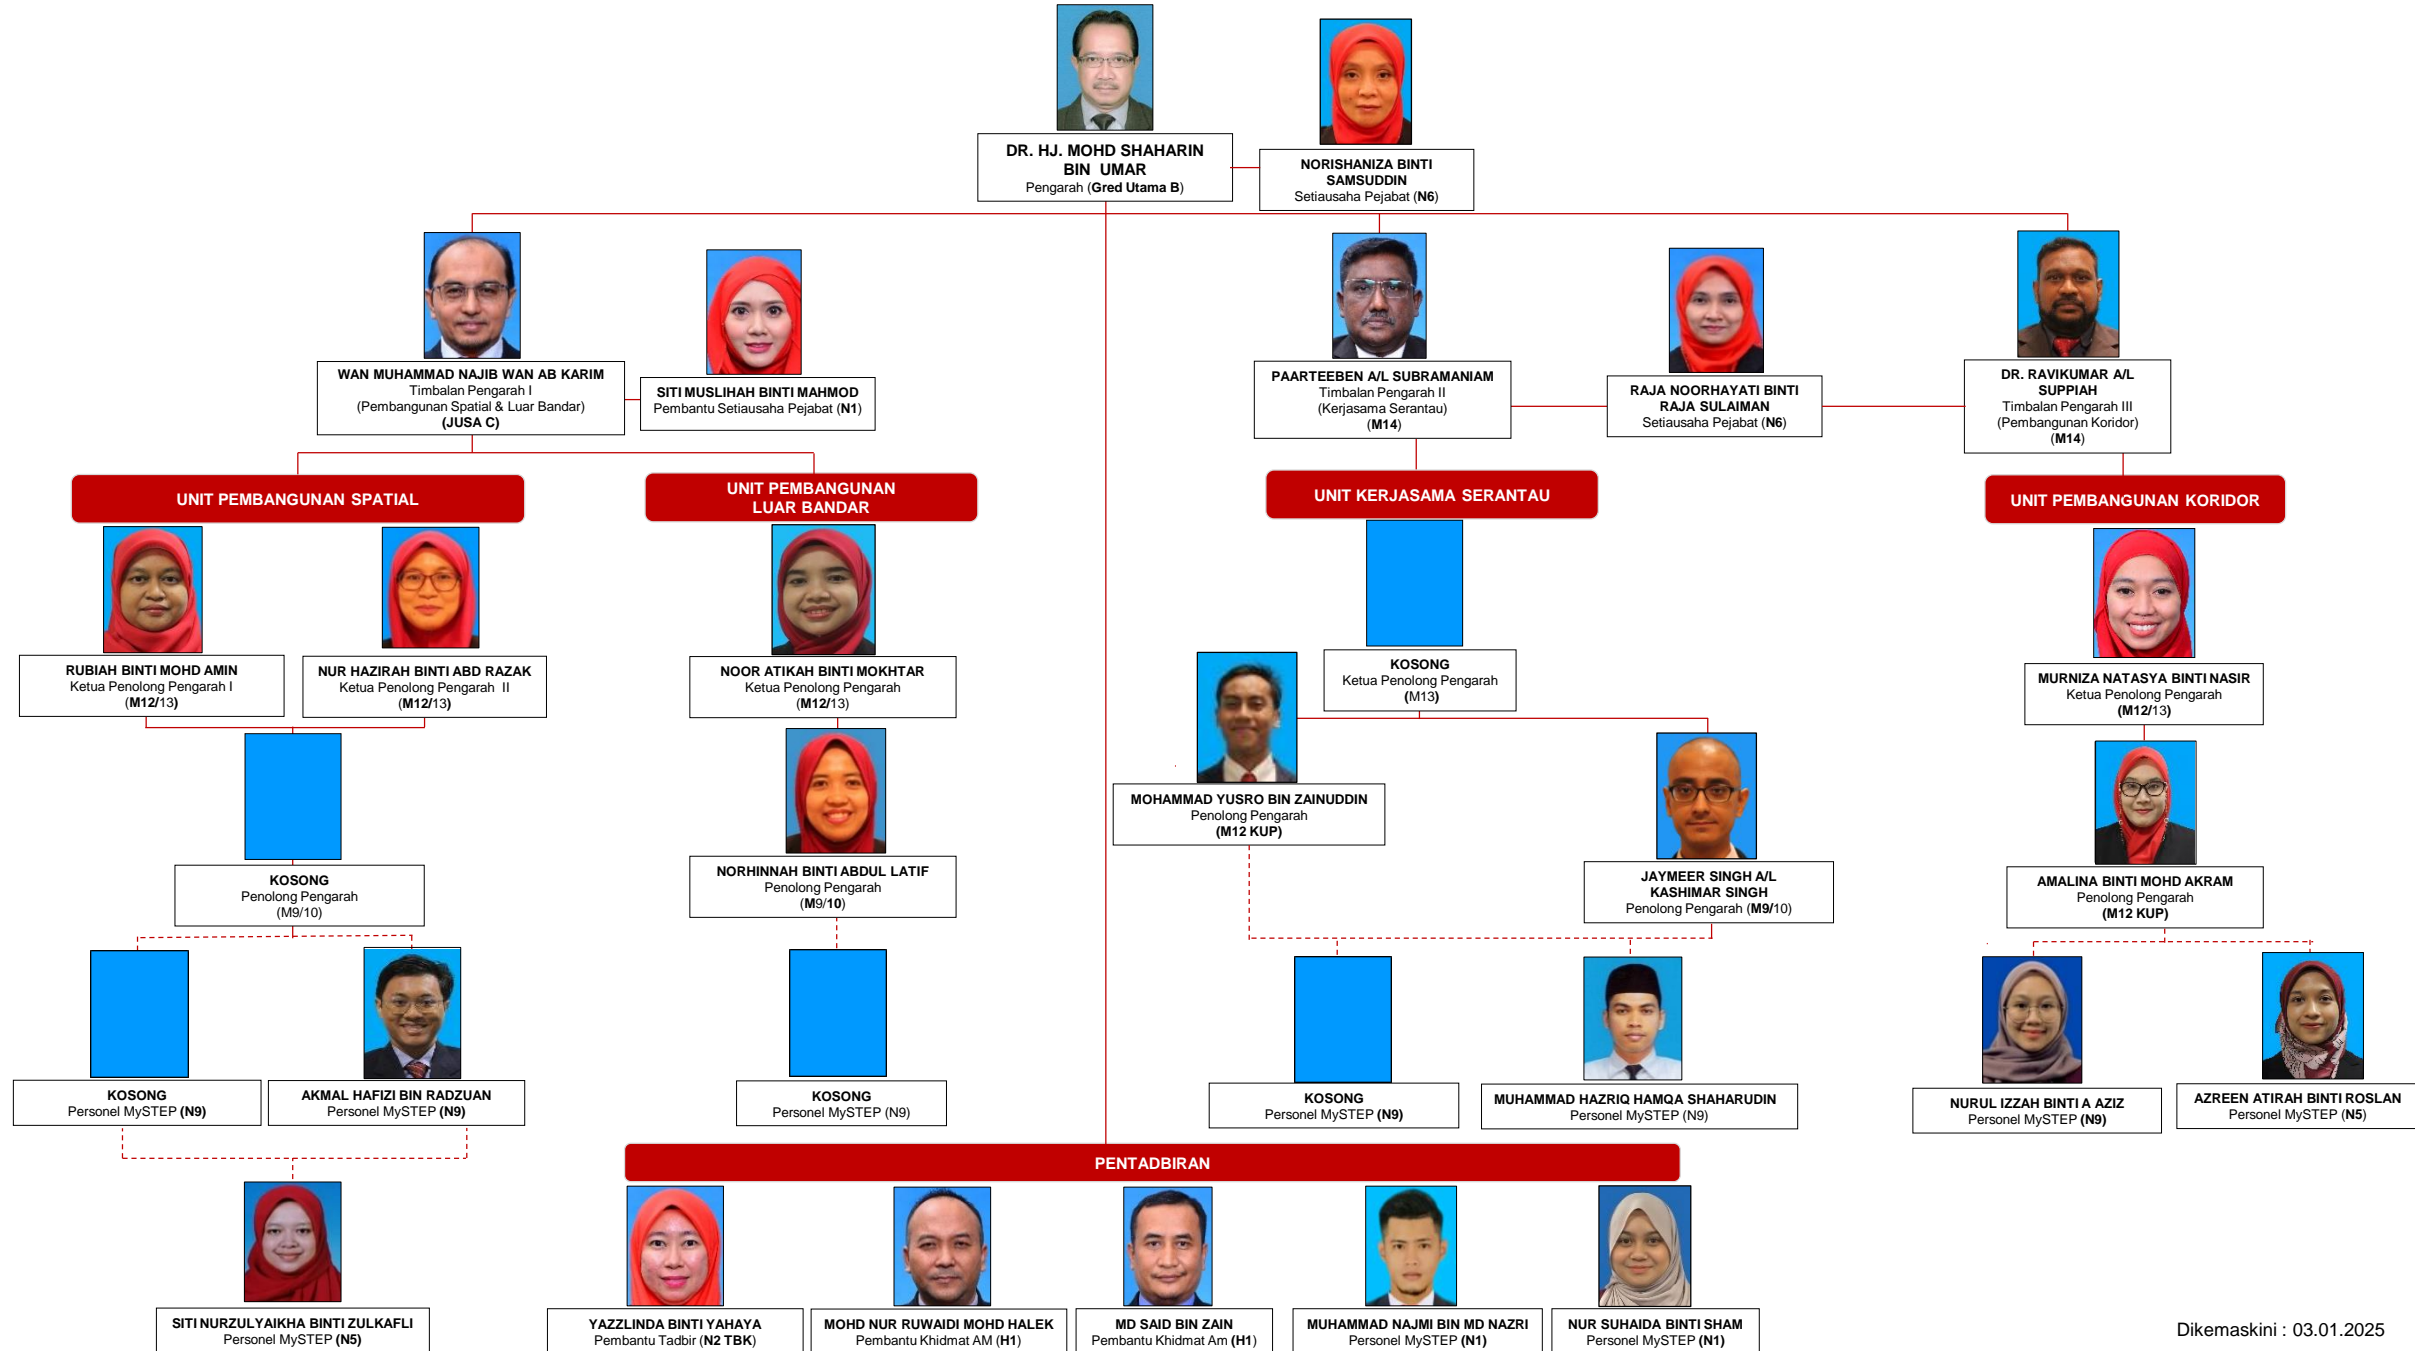 DR. HJ. MOHD SHAHARIN
BIN UMAR
Pengarah (Gred Utama B)
NORISHANIZA BINTI
SAMSUDDIN
Setiausaha Pejabat (N6)
WAN MUHAMMAD NAJIB WAN AB KARIM
Timbalan Pengarah I
(Pembangunan Spatial & Luar Bandar)
(JUSA C)
SITI MUSLIHAH BINTI MAHMOD
Pembantu Setiausaha Pejabat (N1)
PAARTEEBEN A/L SUBRAMANIAM
Timbalan Pengarah II
(Kerjasama Serantau)
(M14)
RAJA NOORHAYATI BINTI
RAJA SULAIMAN
Setiausaha Pejabat (N6)
DR. RAVIKUMAR A/L
SUPPIAH
Timbalan Pengarah III
(Pembangunan Koridor)
(M14)
UNIT PEMBANGUNAN SPATIAL
UNIT PEMBANGUNAN
LUAR BANDAR
UNIT KERJASAMA SERANTAU
UNIT PEMBANGUNAN KORIDOR
RUBIAH BINTI MOHD AMIN
Ketua Penolong Pengarah I
(M12/13)
NUR HAZIRAH BINTI ABD RAZAK
Ketua Penolong Pengarah II
(M12/13)
NOOR ATIKAH BINTI MOKHTAR
Ketua Penolong Pengarah
(M12/13)
KOSONG
Ketua Penolong Pengarah
(M13)
MURNIZA NATASYA BINTI NASIR
Ketua Penolong Pengarah
(M12/13)
KOSONG
Penolong Pengarah
(M9/10)
NORHINNAH BINTI ABDUL LATIF
Penolong Pengarah
(M9/10)
MOHAMMAD YUSRO BIN ZAINUDDIN
Penolong Pengarah
(M12 KUP)
JAYMEER SINGH A/L
KASHIMAR SINGH
Penolong Pengarah (M9/10)
AMALINA BINTI MOHD AKRAM
Penolong Pengarah
(M12 KUP)
KOSONG
Personel MySTEP (N9)
AKMAL HAFIZI BIN RADZUAN
Personel MySTEP (N9)
KOSONG
Personel MySTEP (N9)
KOSONG
Personel MySTEP (N9)
MUHAMMAD HAZRIQ HAMQA SHAHARUDIN
Personel MySTEP (N9)
NURUL IZZAH BINTI A AZIZ
Personel MySTEP (N9)
AZREEN ATIRAH BINTI ROSLAN
Personel MySTEP (N5)
PENTADBIRAN
SITI NURZULYAIKHA BINTI ZULKAFLI
Personel MySTEP (N5)
YAZZLINDA BINTI YAHAYA
Pembantu Tadbir (N2 TBK)
MOHD NUR RUWAIDI MOHD HALEK
Pembantu Khidmat AM (H1)
MD SAID BIN ZAIN
Pembantu Khidmat Am (H1)
MUHAMMAD NAJMI BIN MD NAZRI
Personel MySTEP (N1)
NUR SUHAIDA BINTI SHAM
Personel MySTEP (N1)
Dikemaskini : 03.01.2025